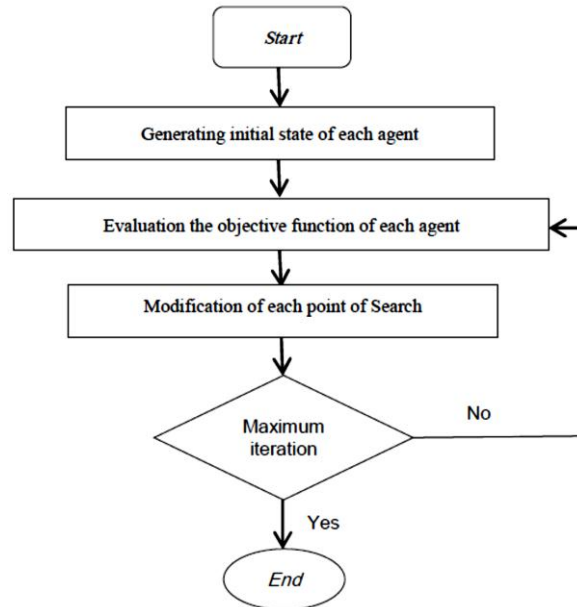 Start
Generating initial state of each agent
Evaluation the objective function of each agent
Modification of each point of Search
Maximum
iteration
No
Yes
End